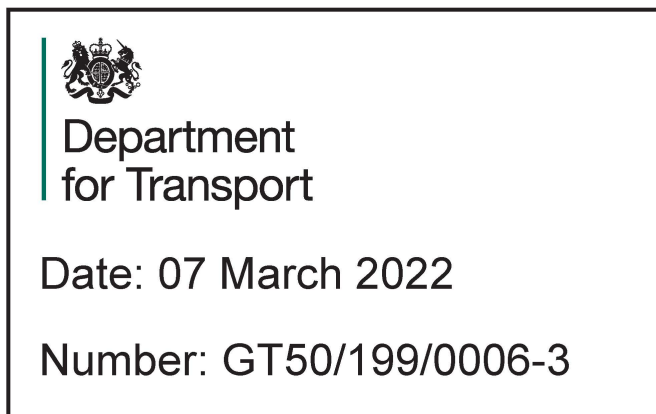 Department
for Transport
Date: 07 March 2022
Number: GT50/199/0006-3